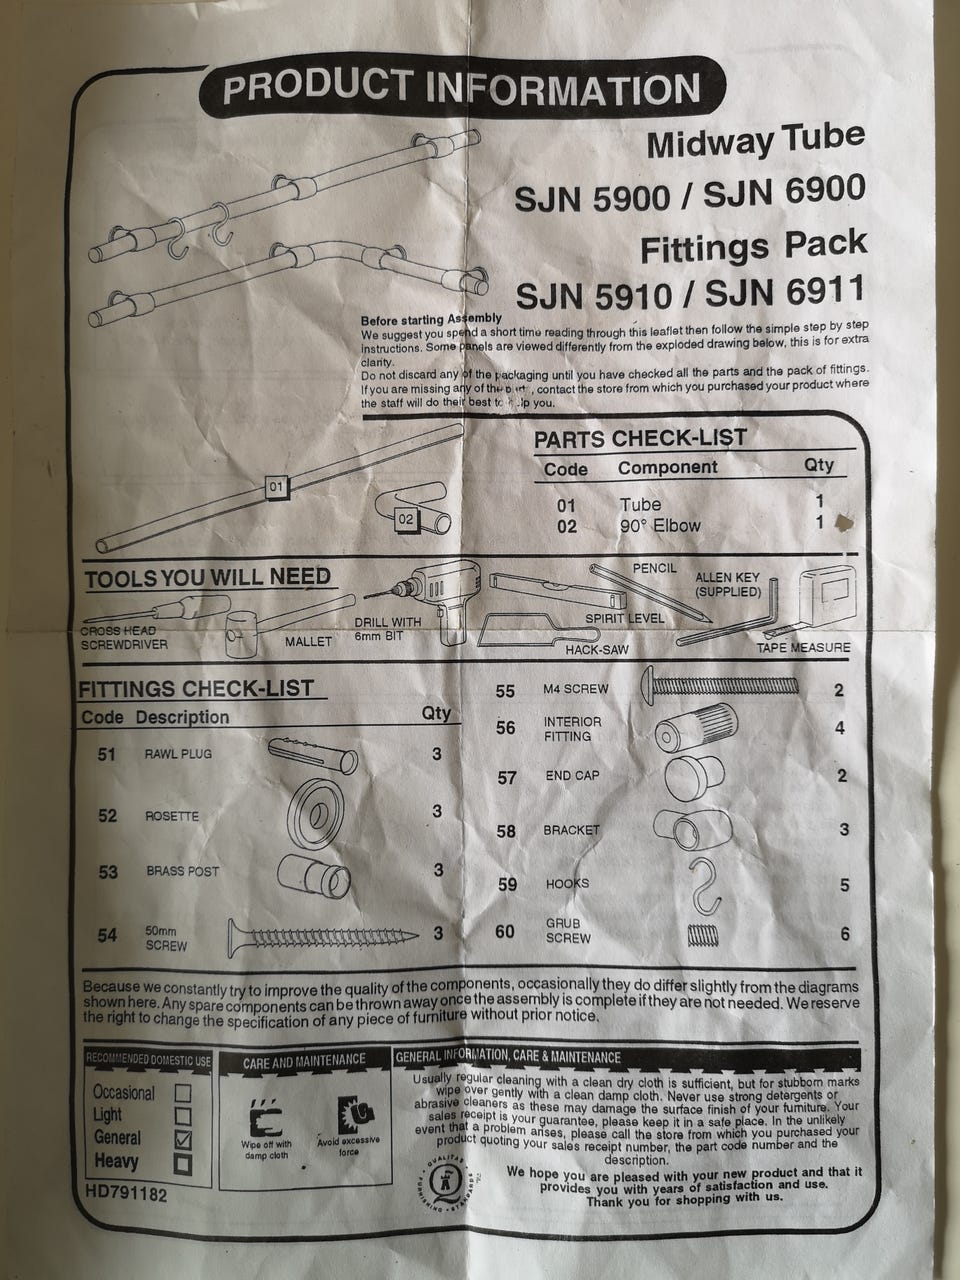 PRODUCT INFORMATION
Midway Tube
SJN 5900 / SJN 6900
Fittings Pack
SJN 5910 / SJN 6911
Before starting Assembly
We suggest you spend a short time reading through this leaflet then follow the simple step by step
instructions. Some panels are viewed differently from the exploded drawing below, this is for extra
clarity.
Do not discard any of the packaging until you have checked all the parts and the pack of fittings.
If you are missing any of the , contact the store from which you purchased your product where
the staff will do their best to you.
01
02
PARTS CHECK-LIST
Code Component Qty
01 Tube 1
02 90° Elbow 1
TOOLS YOU WILL NEED
CROSS HEAD
SCREWDRIVER
MALLET
DRILL WITH
6mm BIT
PENCIL
SPIRIT LEVEL
HACK-SAW
ALLEN KEY
(SUPPLIED)
TAPE MEASURE
FITTINGS CHECK-LIST
Code Description Qty
51 RAWL PLUG 3
52 ROSETTE 3
53 BRASS POST 3
54 50mm
SCREW 3
55 M4 SCREW 2
56 INTERIOR
FITTING 4
57 END CAP 2
58 BRACKET 3
59 HOOKS 5
60 GRUB
SCREW 6
Because we constantly try to improve the quality of the components, occasionally they do differ slightly from the diagrams
shown here. Any spare components can be thrown away once the assembly is complete if they are not needed. We reserve
the right to change the specification of any piece of furniture without prior notice.
RECOMMENDED DOMESTIC USE
Occasional
Light
General
Heavy
HD791182
CARE AND MAINTENANCE
Wipe off with
damp cloth
Avoid excessive
force
GENERAL INFORMATION, CARE & MAINTENANCE
Usually regular cleaning with a clean dry cloth is sufficient, but for stubborn marks
wipe over gently with a clean damp cloth. Never use strong detergents or
abrasive cleaners as these may damage the surface finish of your furniture. Your
sales receipt is your guarantee, please keep it in a safe place. In the unlikely
event that a problem arises, please call the store from which you purchased your
product quoting your sales receipt number, the part code number and the
description.
QUALITAS FURNISHING STANDARDS
We hope you are pleased with your new product and that it
provides you with years of satisfaction and use.
Thank you for shopping with us.